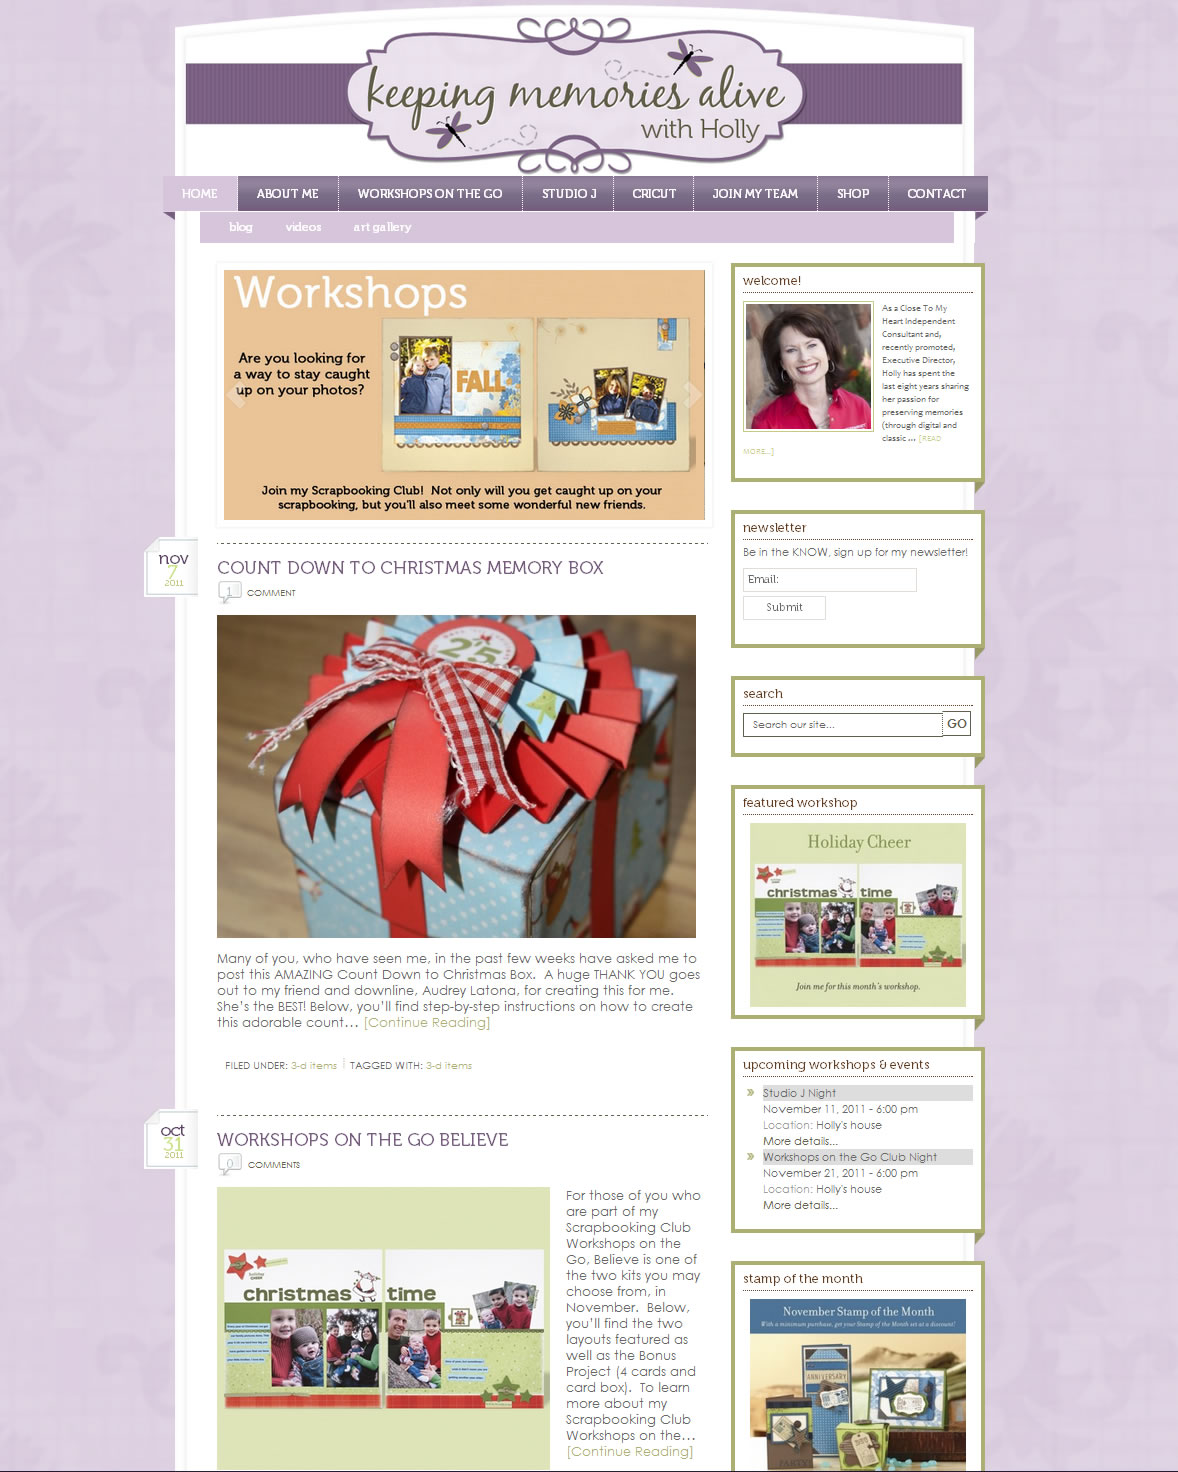 keeping memories alive
with Holly
HOME ABOUT ME WORKSHOPS ON THE GO STUDIO J CRICUT JOIN MY TEAM SHOP CONTACT
blog videos art gallery
Workshops
Are you looking for
a way to stay caught
up on your photos?
FALL
Join my Scrapbooking Club! Not only will you get caught up on your
scrapbooking, but you'll also meet some wonderful new friends.
nov
7
2011
COUNT DOWN TO CHRISTMAS MEMORY BOX
1 COMMENT
25
Many of you, who have seen me, in the past few weeks have asked me to
post this AMAZING Count Down to Christmas Box. A huge THANK YOU goes
out to my friend and downline, Audrey Latona, for creating this for me.
She's the BEST! Below, you'll find step-by-step instructions on how to create
this adorable count… [Continue Reading]
FILED UNDER: 3-d items TAGGED WITH: 3-d items
oct
31
2011
WORKSHOPS ON THE GO BELIEVE
0 COMMENTS
christmas time
For those of you who
are part of my
Scrapbooking Club
Workshops on the
Go, Believe is one of
the two kits you may
choose from, in
November. Below,
you'll find the two
layouts featured as
well as the Bonus
Project (4 cards and
card box). To learn
more about my
Scrapbooking Club
Workshops on the…
[Continue Reading]
welcome!
As a Close To My
Heart Independent
Consultant and,
recently promoted,
Executive Director,
Holly has spent the
last eight years sharing
her passion for
preserving memories
(through digital and
classic ... [READ
MORE...]
newsletter
Be in the KNOW, sign up for my newsletter!
Email:
Submit
search
Search our site...
GO
featured workshop
Holiday Cheer
christmas time
Join me for this month's workshop.
upcoming workshops & events
Studio J Night
November 11, 2011 - 6:00 pm
Location: Holly's house
More details...
Workshops on the Go Club Night
November 21, 2011 - 6:00 pm
Location: Holly's house
More details...
stamp of the month
November Stamp of the Month
With a minimum purchase, get your Stamp of the Month set at a discount!
ANNIVERSARY
PARTY